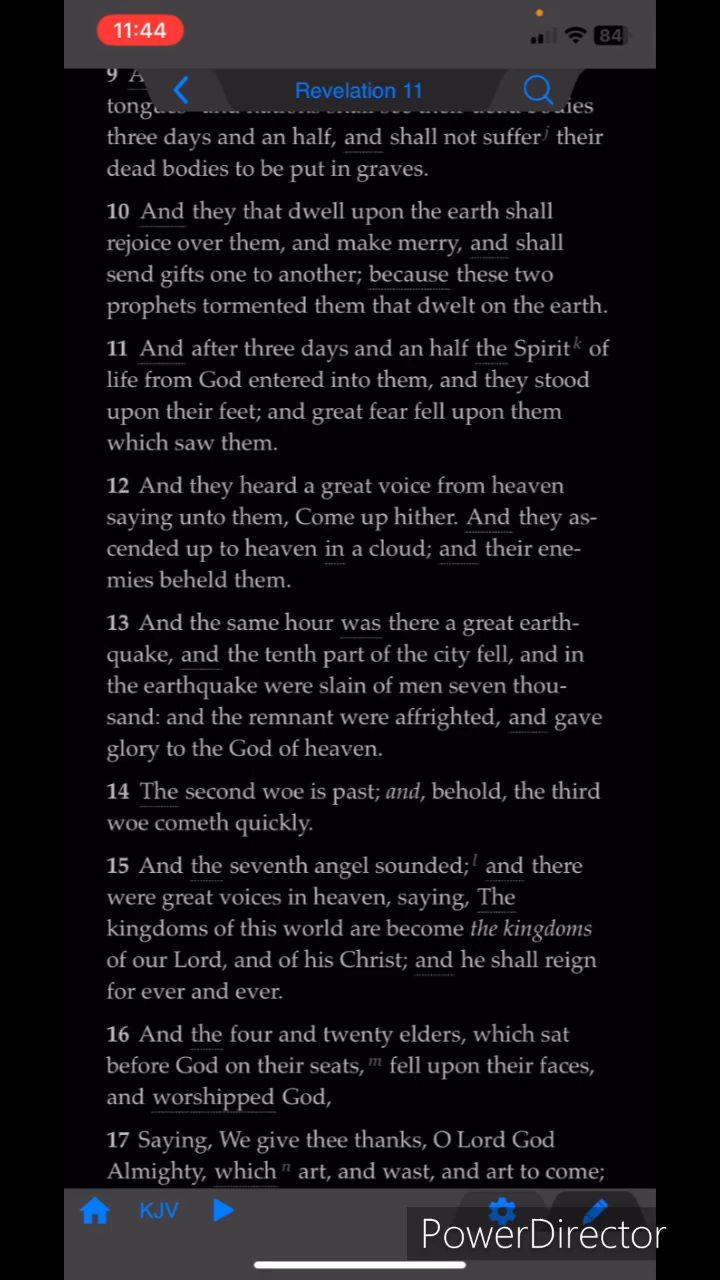 11:44
84
Revelation 11
9 A
three days and an half, and shall not suffer j their
dead bodies to be put in graves.
10 And they that dwell upon the earth shall
rejoice over them, and make merry, and shall
send gifts one to another; because these two
prophets tormented them that dwelt on the earth.
11 And after three days and an half the Spirit k of
life from God entered into them, and they stood
upon their feet; and great fear fell upon them
which saw them.
12 And they heard a great voice from heaven
saying unto them, Come up hither. And they as-
cended up to heaven in a cloud; and their ene-
mies beheld them.
13 And the same hour was there a great earth-
quake, and the tenth part of the city fell, and in
the earthquake were slain of men seven thou-
sand: and the remnant were affrighted, and gave
glory to the God of heaven.
14 The second woe is past; and, behold, the third
woe cometh quickly.
15 And the seventh angel sounded; l and there
were great voices in heaven, saying, The
kingdoms of this world are become the kingdoms
of our Lord, and of his Christ; and he shall reign
for ever and ever.
16 And the four and twenty elders, which sat
before God on their seats, m fell upon their faces,
and worshipped God,
17 Saying, We give thee thanks, O Lord God
Almighty, which n art, and wast, and art to come;
KJV
PowerDirector